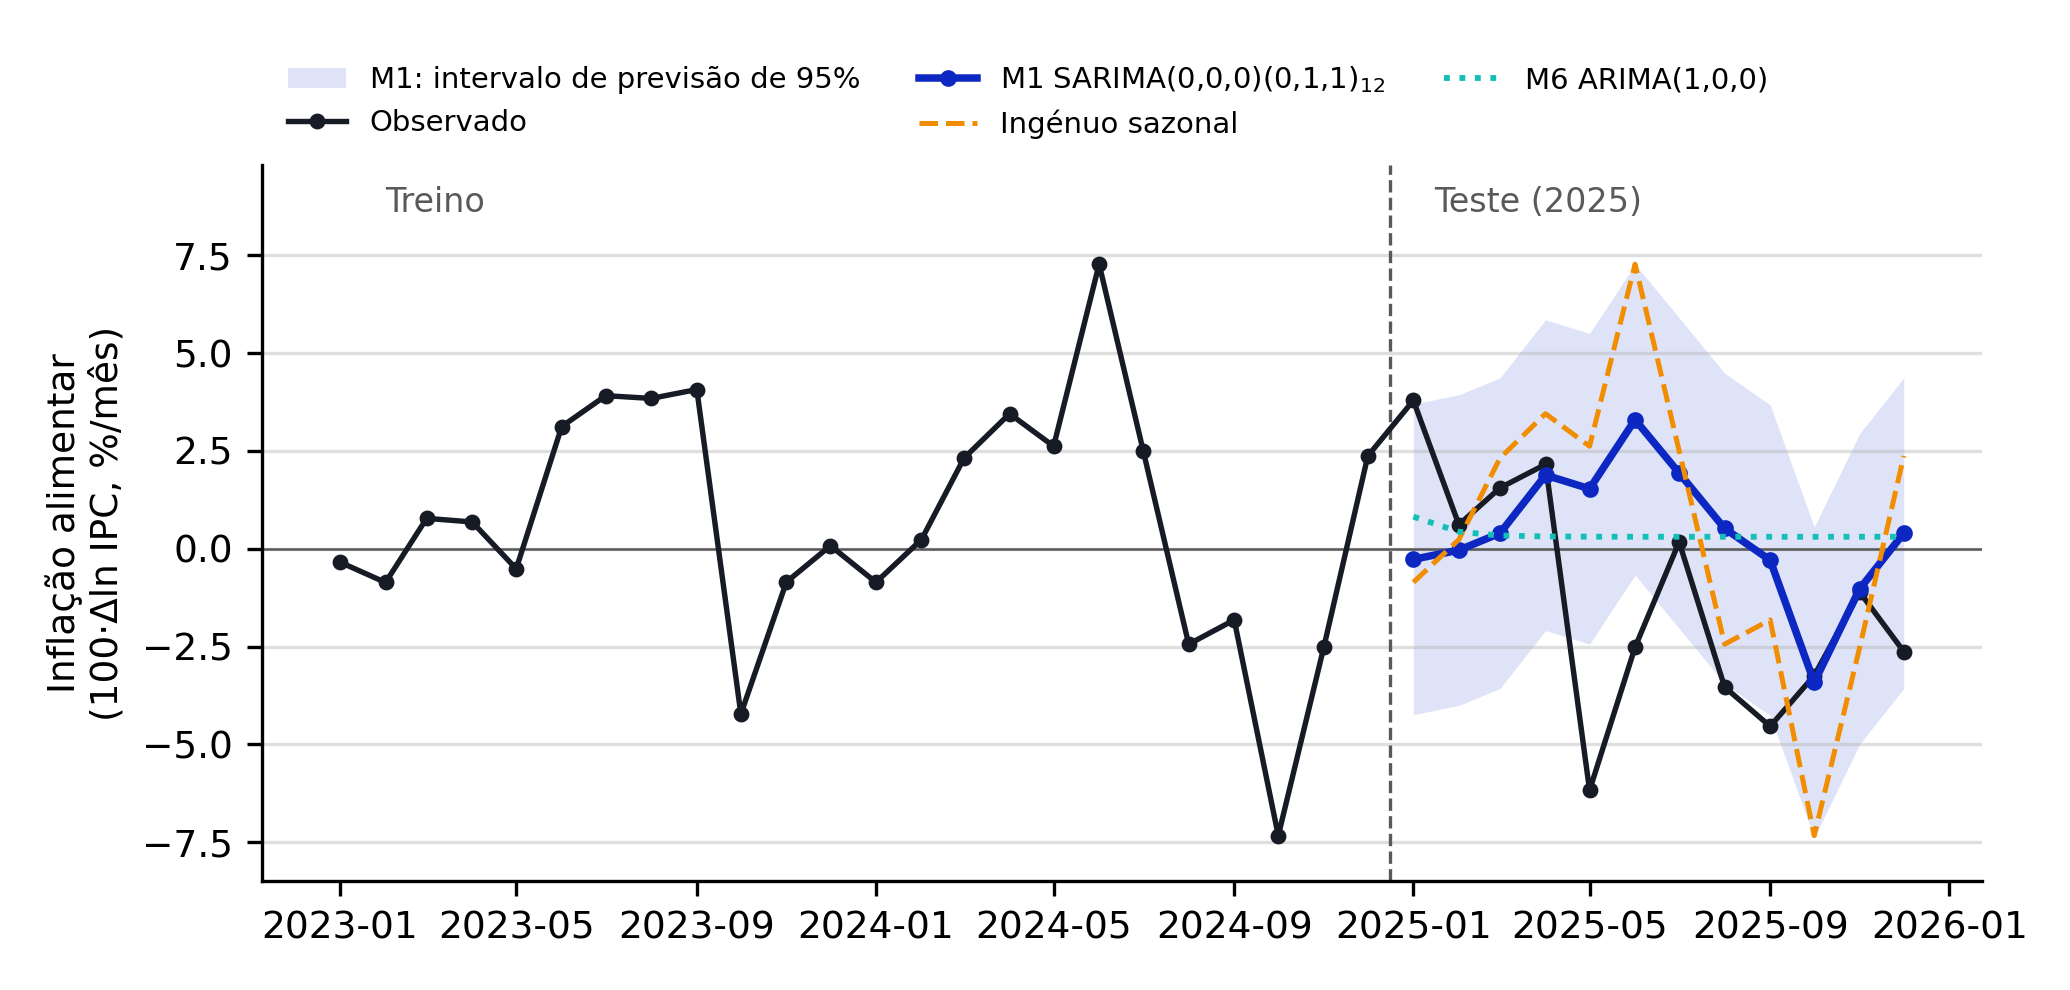 M1: intervalo de previsão de 95%
Observado
M1 SARIMA(0,0,0)(0,1,1)₁₂
Ingénuo sazonal
M6 ARIMA(1,0,0)
Treino
Teste (2025)
Inflação alimentar
(100·Δln IPC, %/mês)
7.5
5.0
2.5
0.0
−2.5
−5.0
−7.5
2023-01 2023-05 2023-09 2024-01 2024-05 2024-09 2025-01 2025-05 2025-09 2026-01